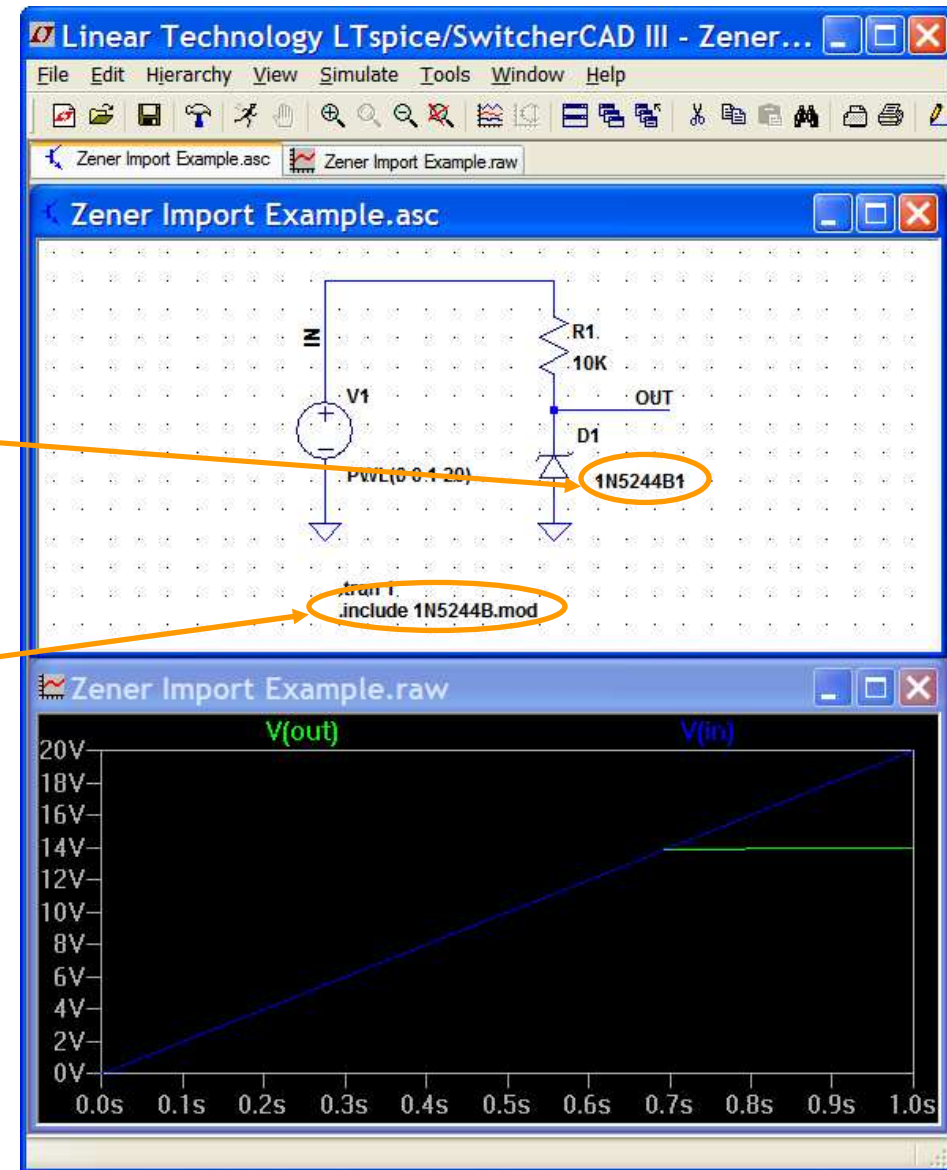 Linear Technology LTspice/SwitcherCAD III - Zener...
File Edit Hierarchy View Simulate Tools Window Help
Zener Import Example.asc Zener Import Example.raw
Zener Import Example.asc
IN
R1
10K
V1
OUT
D1
PWL(0 0 1 20)
1N5244B1
.tran 1
.include 1N5244B.mod
Zener Import Example.raw
V(out) V(in)
20V
18V
16V
14V
12V
10V
8V
6V
4V
2V
0V
0.0s 0.1s 0.2s 0.3s 0.4s 0.5s 0.6s 0.7s 0.8s 0.9s 1.0s